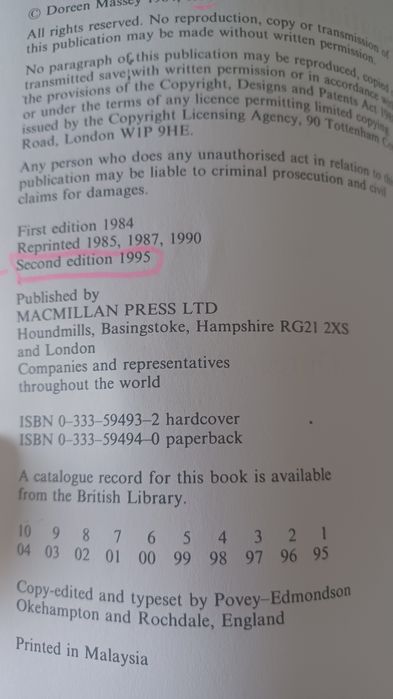 © Doreen Massey
All rights reserved. No reproduction, copy or transmission of
this publication may be made without written permission.
No paragraph of this publication may be reproduced, copied
transmitted save with written permission or in accordance
the provisions of the Copyright, Designs and Patents Act
or under the terms of any licence permitting limited copying
issued by the Copyright Licensing Agency, 90 Tottenham
Road, London W1P 9HE.
Any person who does any unauthorised act in relation to
publication may be liable to criminal prosecution and civil
claims for damages.
First edition 1984
Reprinted 1985, 1987, 1990
Second edition 1995
Published by
MACMILLAN PRESS LTD
Houndmills, Basingstoke, Hampshire RG21 2XS
and London
Companies and representatives
throughout the world
ISBN 0–333–59493–2 hardcover
ISBN 0–333–59494–0 paperback
A catalogue record for this book is available
from the British Library.
10 9 8 7 6 5 4 3 2 1
04 03 02 01 00 99 98 97 96 95
Copy-edited and typeset by Povey–Edmondson
Okehampton and Rochdale, England
Printed in Malaysia